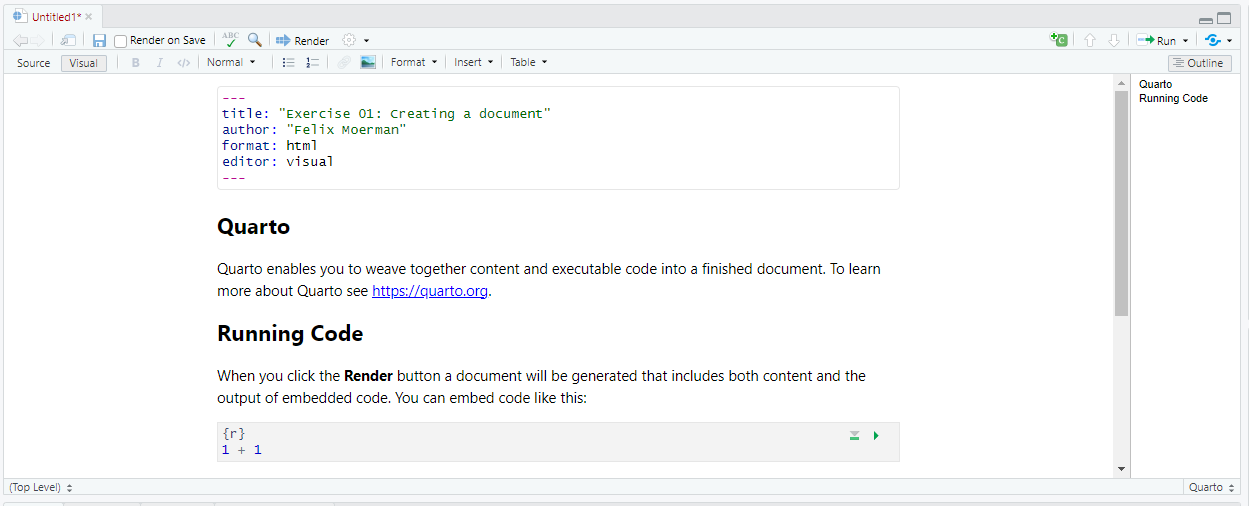 Untitled1*
Render on Save ABC Render Run
Source Visual B I </> Normal Format Insert Table Outline
---
title: "Exercise 01: Creating a document"
author: "Felix Moerman"
format: html
editor: visual
---
Quarto
Quarto enables you to weave together content and executable code into a finished document. To learn
more about Quarto see https://quarto.org.
Running Code
When you click the Render button a document will be generated that includes both content and the
output of embedded code. You can embed code like this:
{r}
1 + 1
Quarto
Running Code
(Top Level) Quarto